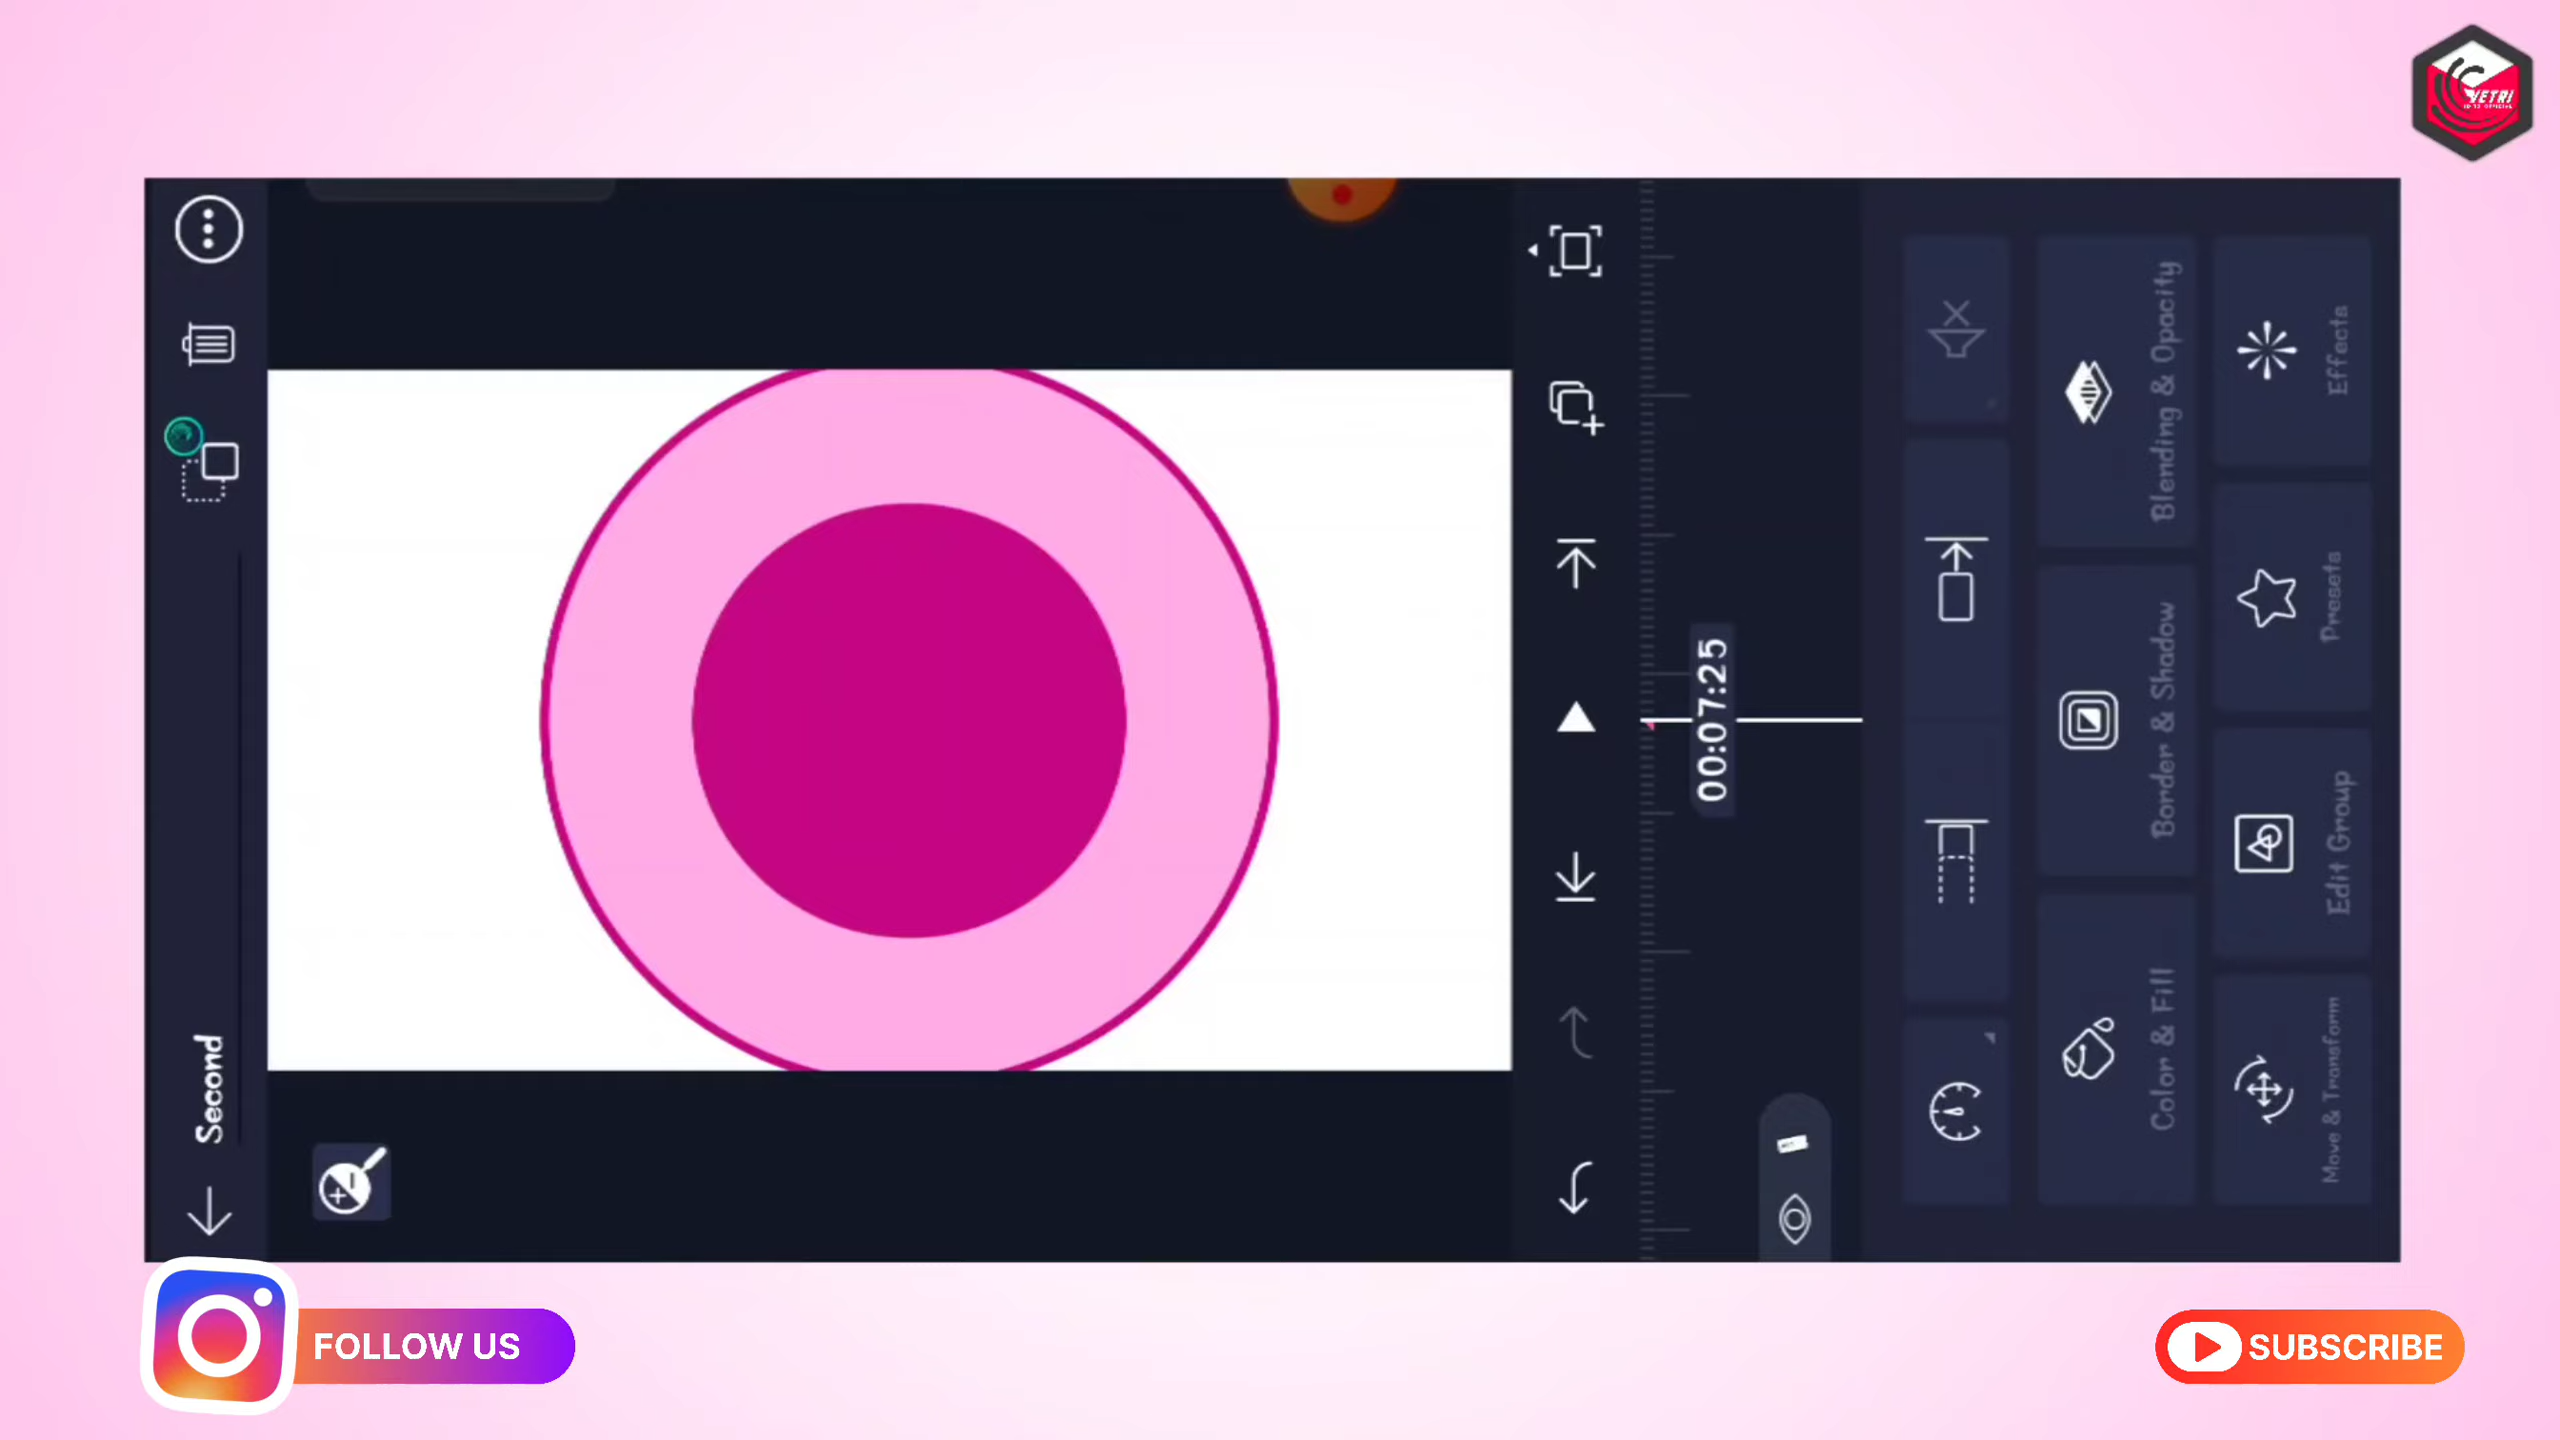 VETRI
Second
00:07:25
Blending & Opacity
Border & Shadow
Color & Fill
Effects
Presets
Edit Group
Move & Transform
FOLLOW US
SUBSCRIBE